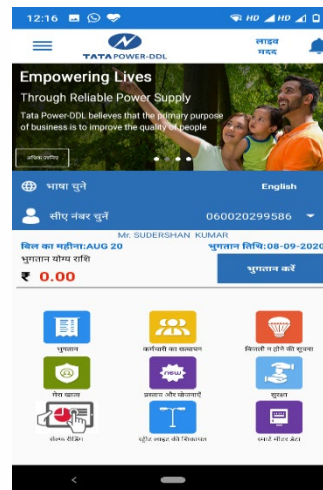 12:16
HD HD
TATA POWER-DDL
लाइव
मदद
Empowering Lives
Through Reliable Power Supply
Tata Power-DDL believes that the primary purpose
of business is to improve the quality of people
अधिक जानिए
भाषा चुने
English
सीए नंबर चुनें
060020299586
Mr. SUDERSHAN KUMAR
बिल का महीना:AUG 20
भुगतान तिथि:08-09-2020
भुगतान योग्य राशि
₹ 0.00
भुगतान करें
भुगतान
कर्मचारी का सत्यापन
बिजली न होने की सूचना
new
मेरा खाता
प्रस्ताव और योजनाएँ
सुरक्षा
सेल्फ रीडिंग
स्ट्रीट लाइट की शिकायत
स्मार्ट मीटर डेटा